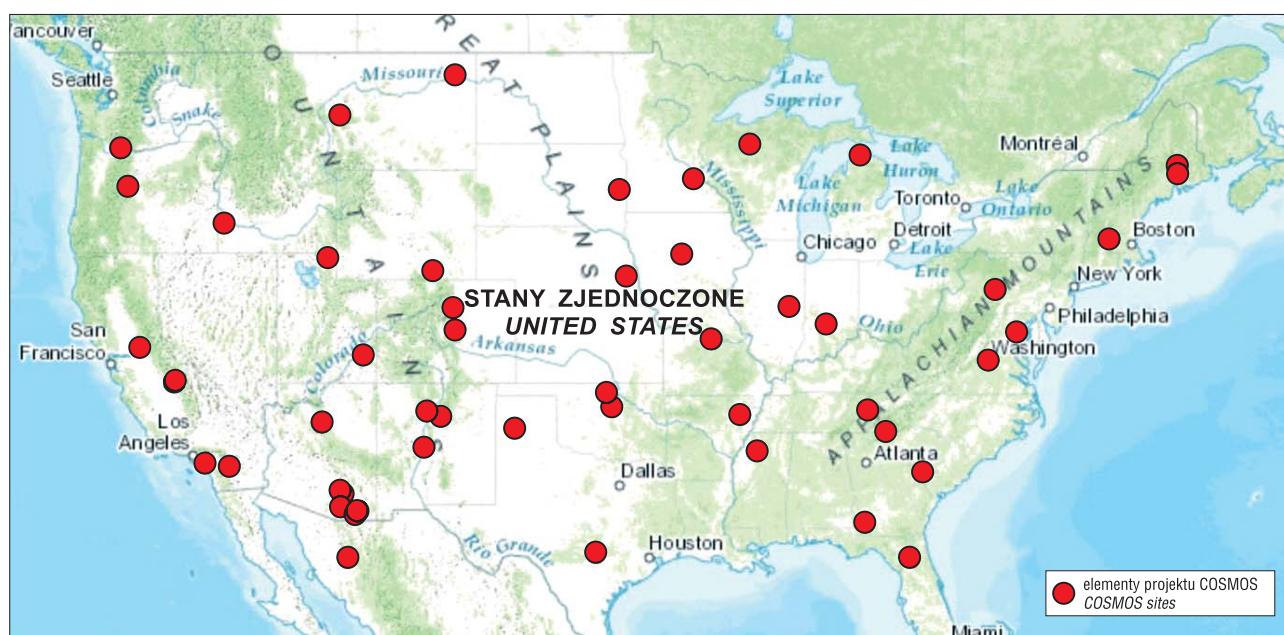 ancouver
Seattle
Columbia
Snake
Missouri
REAT PLAINS
OUNTAINS
Lake
Superior
Mississippi
Lake
Michigan
Lake
Huron
Montréal
Toronto
Lake
Ontario
Chicago
Detroit
Lake
Erie
Boston
New York
Philadelphia
Washington
APPALACHIAN MOUNTAINS
STANY ZJEDNOCZONE
UNITED STATES
San
Francisco
Colorado
Arkansas
Ohio
Los
Angeles
Dallas
Atlanta
Rio Grande
Houston
Miami
elementy projektu COSMOS
COSMOS sites